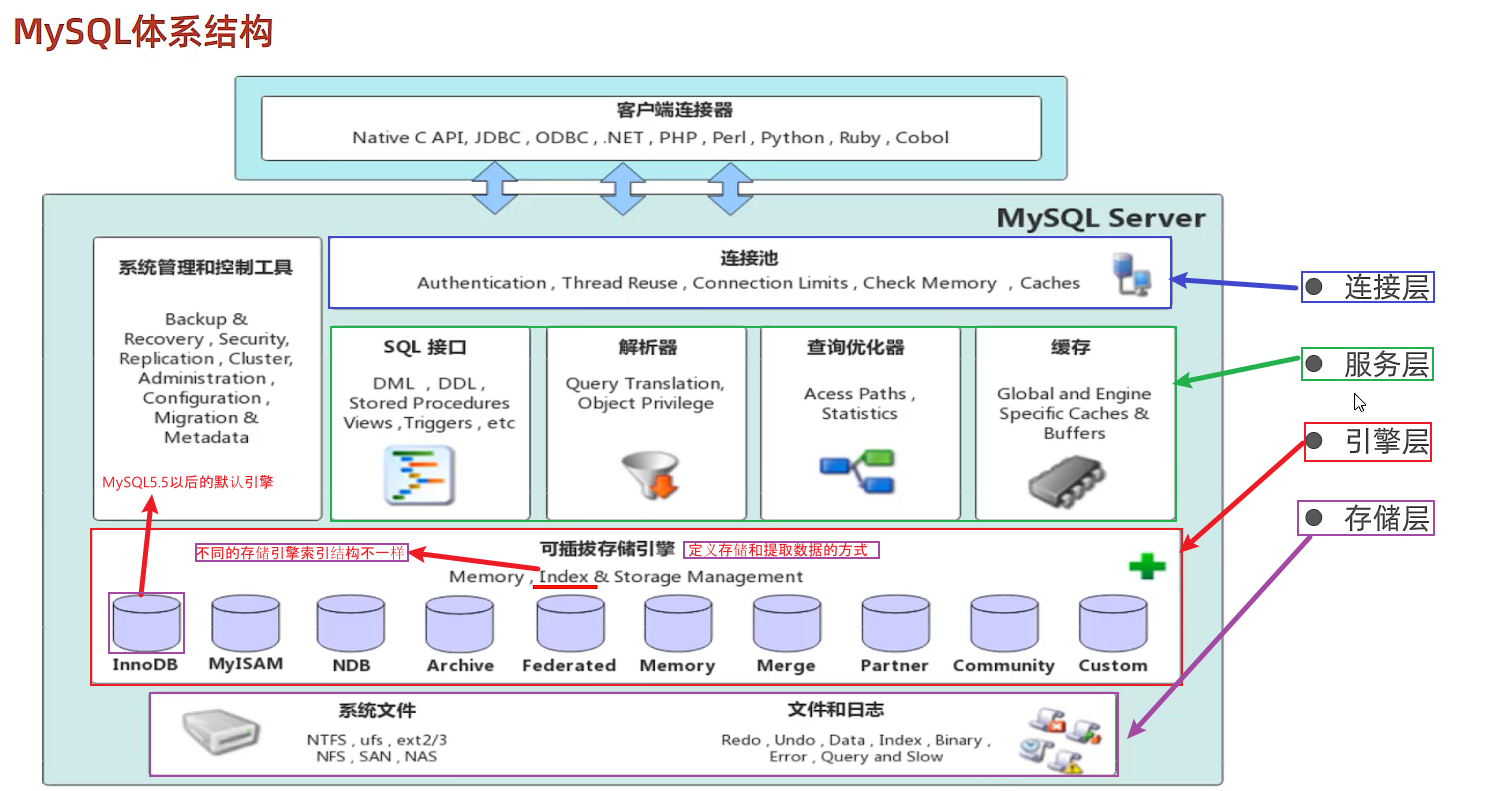 MySQL体系结构
客户端连接器
Native C API, JDBC , ODBC , .NET , PHP , Perl , Python , Ruby , Cobol
MySQL Server
系统管理和控制工具
Backup &
Recovery , Security,
Replication , Cluster,
Administration ,
Configuration ,
Migration &
Metadata
连接池
Authentication , Thread Reuse , Connection Limits , Check Memory , Caches
SQL 接口
DML , DDL ,
Stored Procedures
Views ,Triggers , etc
解析器
Query Translation,
Object Privilege
查询优化器
Acess Paths ,
Statistics
缓存
Global and Engine
Specific Caches &
Buffers
MySQL5.5以后的默认引擎
不同的存储引擎索引结构不一样
可插拔存储引擎
定义存储和提取数据的方式
Memory , Index & Storage Management
InnoDB
MyISAM
NDB
Archive
Federated
Memory
Merge
Partner
Community
Custom
系统文件
NTFS , ufs , ext2/3
NFS , SAN , NAS
文件和日志
Redo , Undo , Data , Index , Binary ,
Error , Query and Slow
连接层
服务层
引擎层
存储层